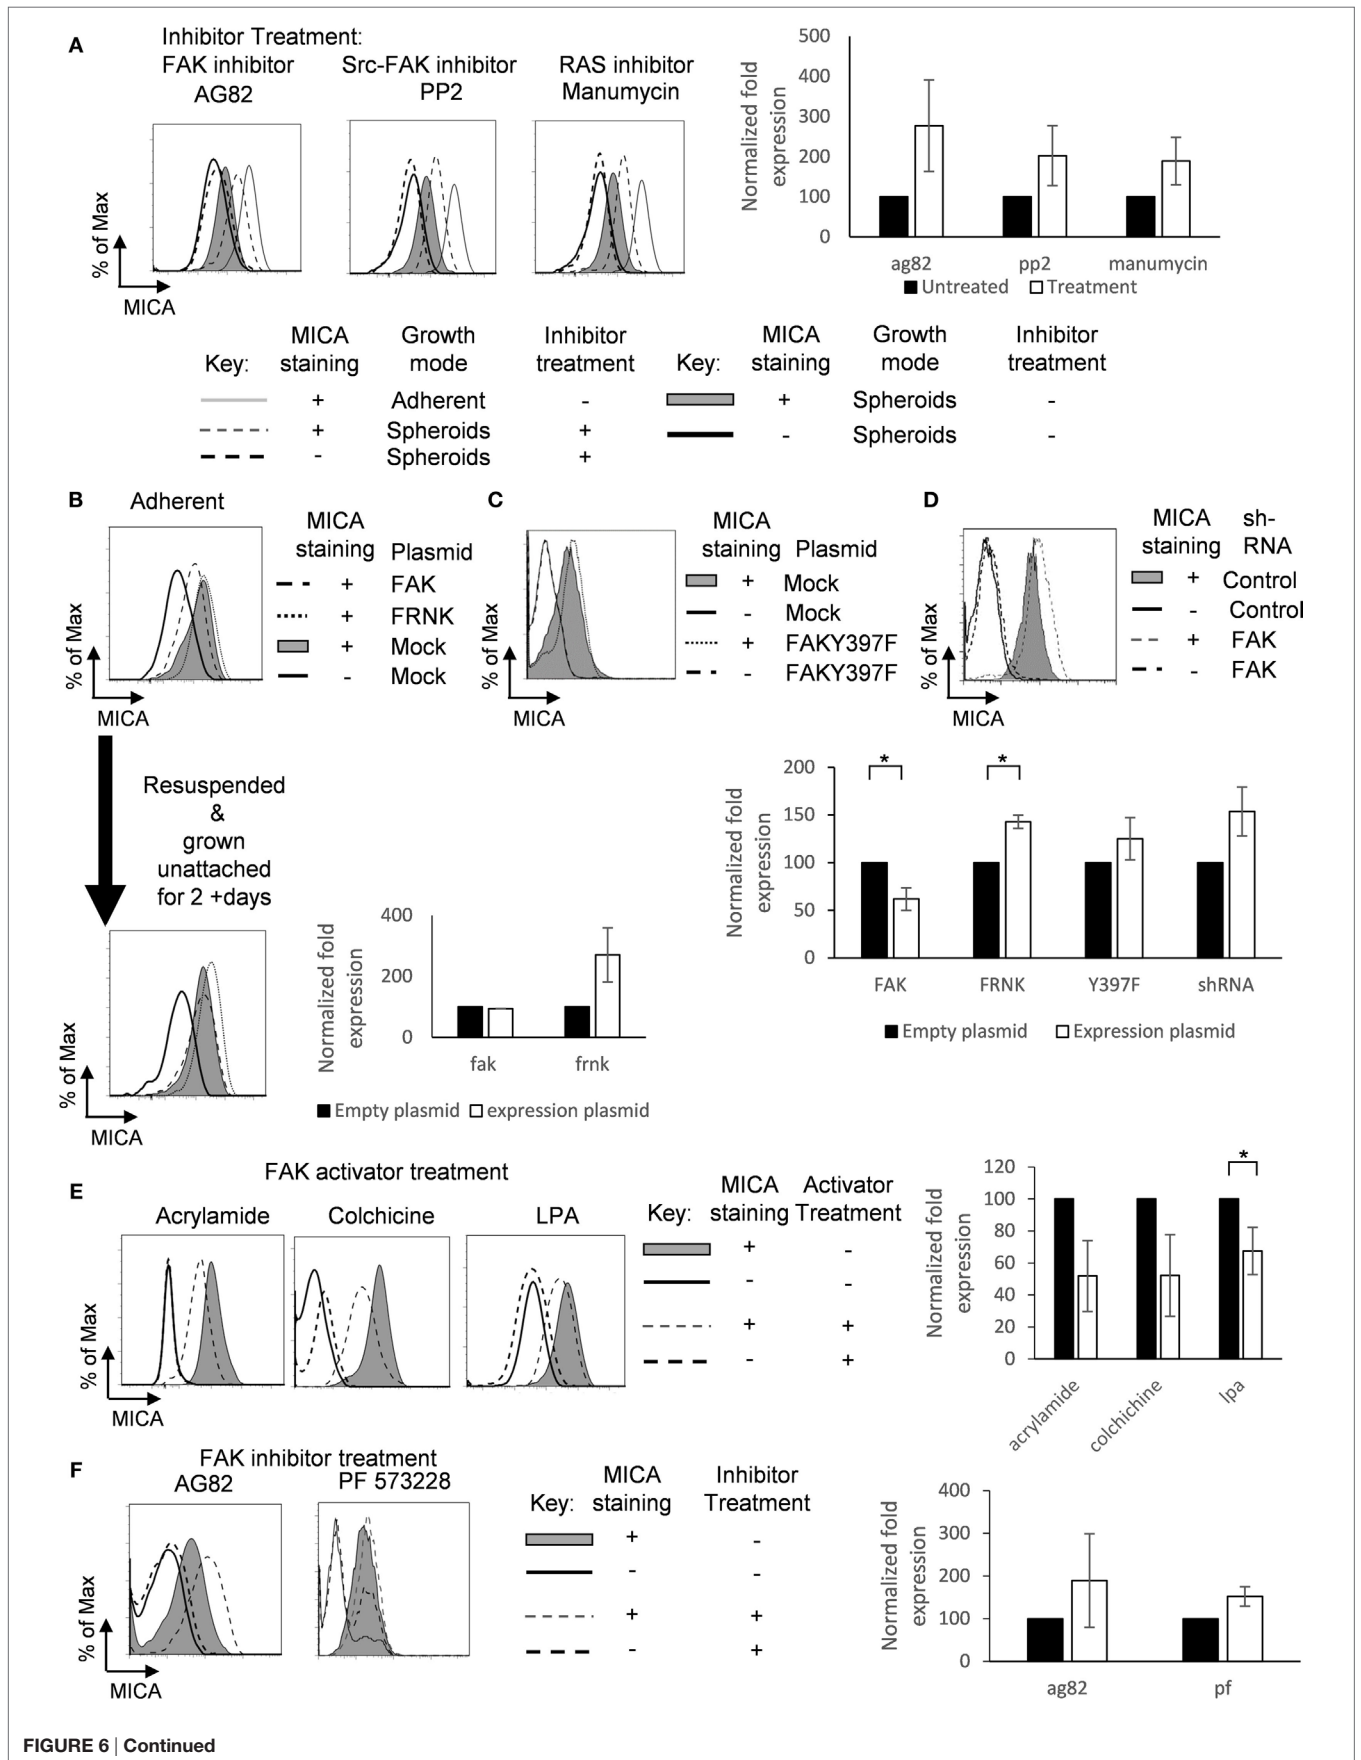 A
Inhibitor Treatment:
FAK inhibitor
AG82
Src-FAK inhibitor
PP2
RAS inhibitor
Manumycin
% of Max
MICA
Normalized fold
expression
500
400
300
200
100
0
ag82
pp2
manumycin
Untreated
Treatment
Key:
MICA
staining
Growth
mode
Inhibitor
treatment
+ Adherent -
+ Spheroids +
- Spheroids +
Key:
MICA
staining
Growth
mode
Inhibitor
treatment
+ Spheroids -
- Spheroids -
B
Adherent
% of Max
MICA
MICA
staining
Plasmid
+ FAK
+ FRNK
+ Mock
- Mock
Resuspended
&
grown
unattached
for 2 +days
% of Max
MICA
Normalized fold
expression
400
200
0
fak
frnk
Empty plasmid
expression plasmid
C
% of Max
MICA
MICA
staining
Plasmid
+ Mock
- Mock
+ FAKY397F
- FAKY397F
D
% of Max
MICA
MICA
staining
sh-
RNA
+ Control
- Control
+ FAK
- FAK
Normalized fold
expression
200
150
100
50
0
*
*
FAK
FRNK
Y397F
shRNA
Empty plasmid
Expression plasmid
E
FAK activator treatment
Acrylamide
Colchicine
LPA
% of Max
MICA
Key:
MICA
staining
Activator
Treatment
+ -
- -
+ +
- +
Normalized fold
expression
120
100
80
60
40
20
0
*
acrylamide
colchichine
lpa
F
FAK inhibitor treatment
AG82
PF 573228
% of Max
MICA
Key:
MICA
staining
Inhibitor
Treatment
+ -
- -
+ +
- +
Normalized fold
expression
400
300
200
100
0
ag82
pf
FIGURE 6 | Continued